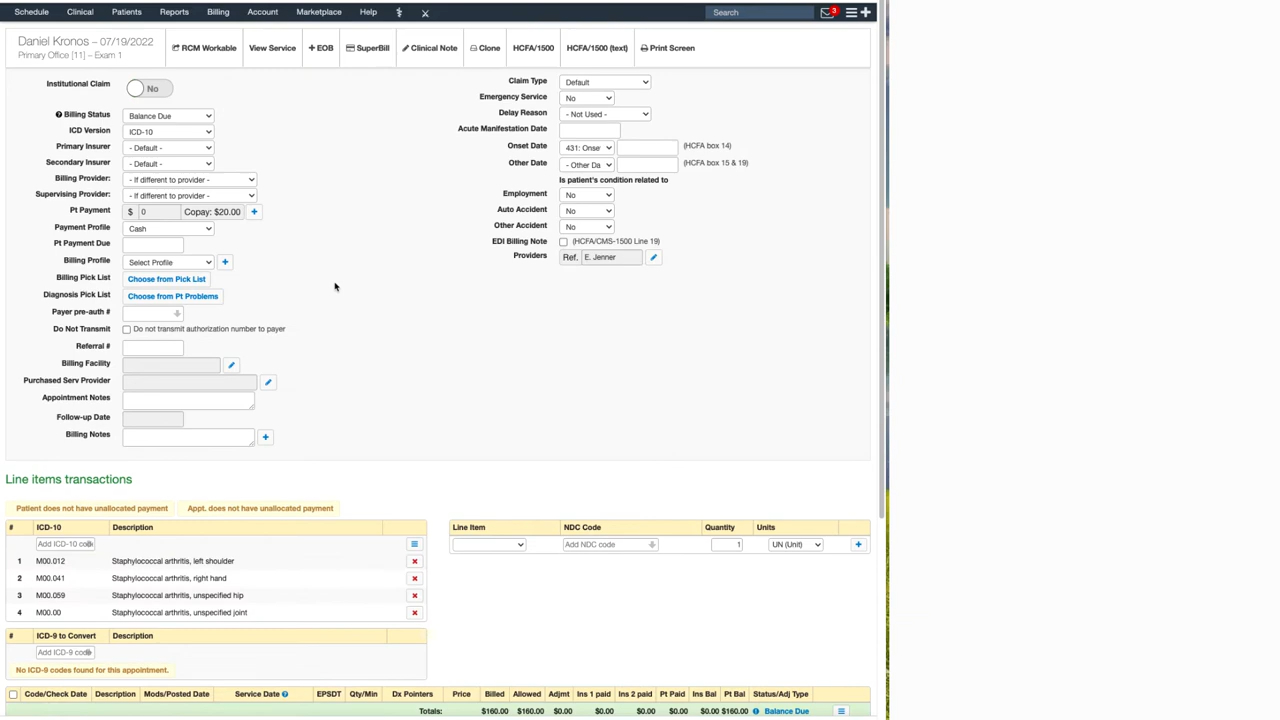 Schedule Clinical Patients Reports Billing Account Marketplace Help Search 3
Daniel Kronos – 07/19/2022
Primary Office [11] – Exam 1
RCM Workable View Service + EOB SuperBill Clinical Note Clone HCFA/1500 HCFA/1500 (text) Print Screen
Institutional Claim No
Billing Status Balance Due
ICD Version ICD-10
Primary Insurer - Default -
Secondary Insurer - Default -
Billing Provider: - If different to provider -
Supervising Provider: - If different to provider -
Pt Payment $ 0 Copay: $20.00 +
Payment Profile Cash
Pt Payment Due
Billing Profile Select Profile +
Billing Pick List Choose from Pick List
Diagnosis Pick List Choose from Pt Problems
Payer pre-auth #
Do Not Transmit Do not transmit authorization number to payer
Referral #
Billing Facility
Purchased Serv Provider
Appointment Notes
Follow-up Date
Billing Notes +
Claim Type Default
Emergency Service No
Delay Reason - Not Used -
Acute Manifestation Date
Onset Date 431: Onse (HCFA box 14)
Other Date - Other Da (HCFA box 15 & 19)
Is patient's condition related to
Employment No
Auto Accident No
Other Accident No
EDI Billing Note (HCFA/CMS-1500 Line 19)
Providers Ref. E. Jenner
Line items transactions
Patient does not have unallocated payment Appt. does not have unallocated payment
# ICD-10 Description
Add ICD-10 code
1 M00.012 Staphylococcal arthritis, left shoulder
2 M00.041 Staphylococcal arthritis, right hand
3 M00.059 Staphylococcal arthritis, unspecified hip
4 M00.00 Staphylococcal arthritis, unspecified joint
Line Item NDC Code Quantity Units
Add NDC code 1 UN (Unit) +
# ICD-9 to Convert Description
Add ICD-9 code
No ICD-9 codes found for this appointment.
Code/Check Date Description Mods/Posted Date Service Date EPSDT Qty/Min Dx Pointers Price Billed Allowed Adjmt Ins 1 paid Ins 2 paid Pt Paid Ins Bal Pt Bal Status/Adj Type
Totals: $160.00 $160.00 $0.00 $0.00 $0.00 $0.00 $0.00 $160.00 Balance Due